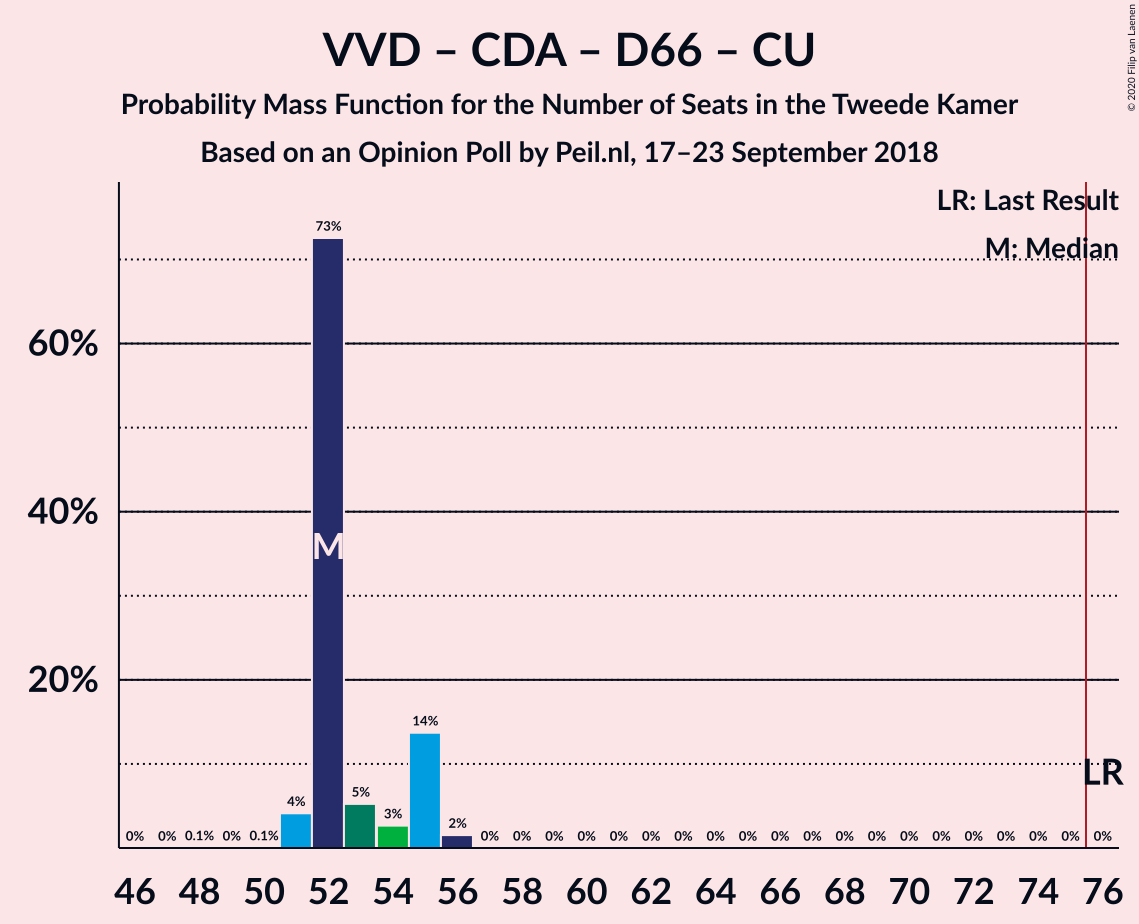 VVD – CDA – D66 – CU
Probability Mass Function for the Number of Seats in the Tweede Kamer
Based on an Opinion Poll by Peil.nl, 17–23 September 2018
© 2020 Filip van Laenen
LR: Last Result
M: Median
73%
60%
40%
M
20%
14%
LR
5%
4%
3%
2%
0% 0% 0.1% 0% 0.1% 0% 0% 0% 0% 0% 0% 0% 0% 0% 0% 0% 0% 0% 0% 0% 0% 0% 0% 0% 0%
46 48 50 52 54 56 58 60 62 64 66 68 70 72 74 76